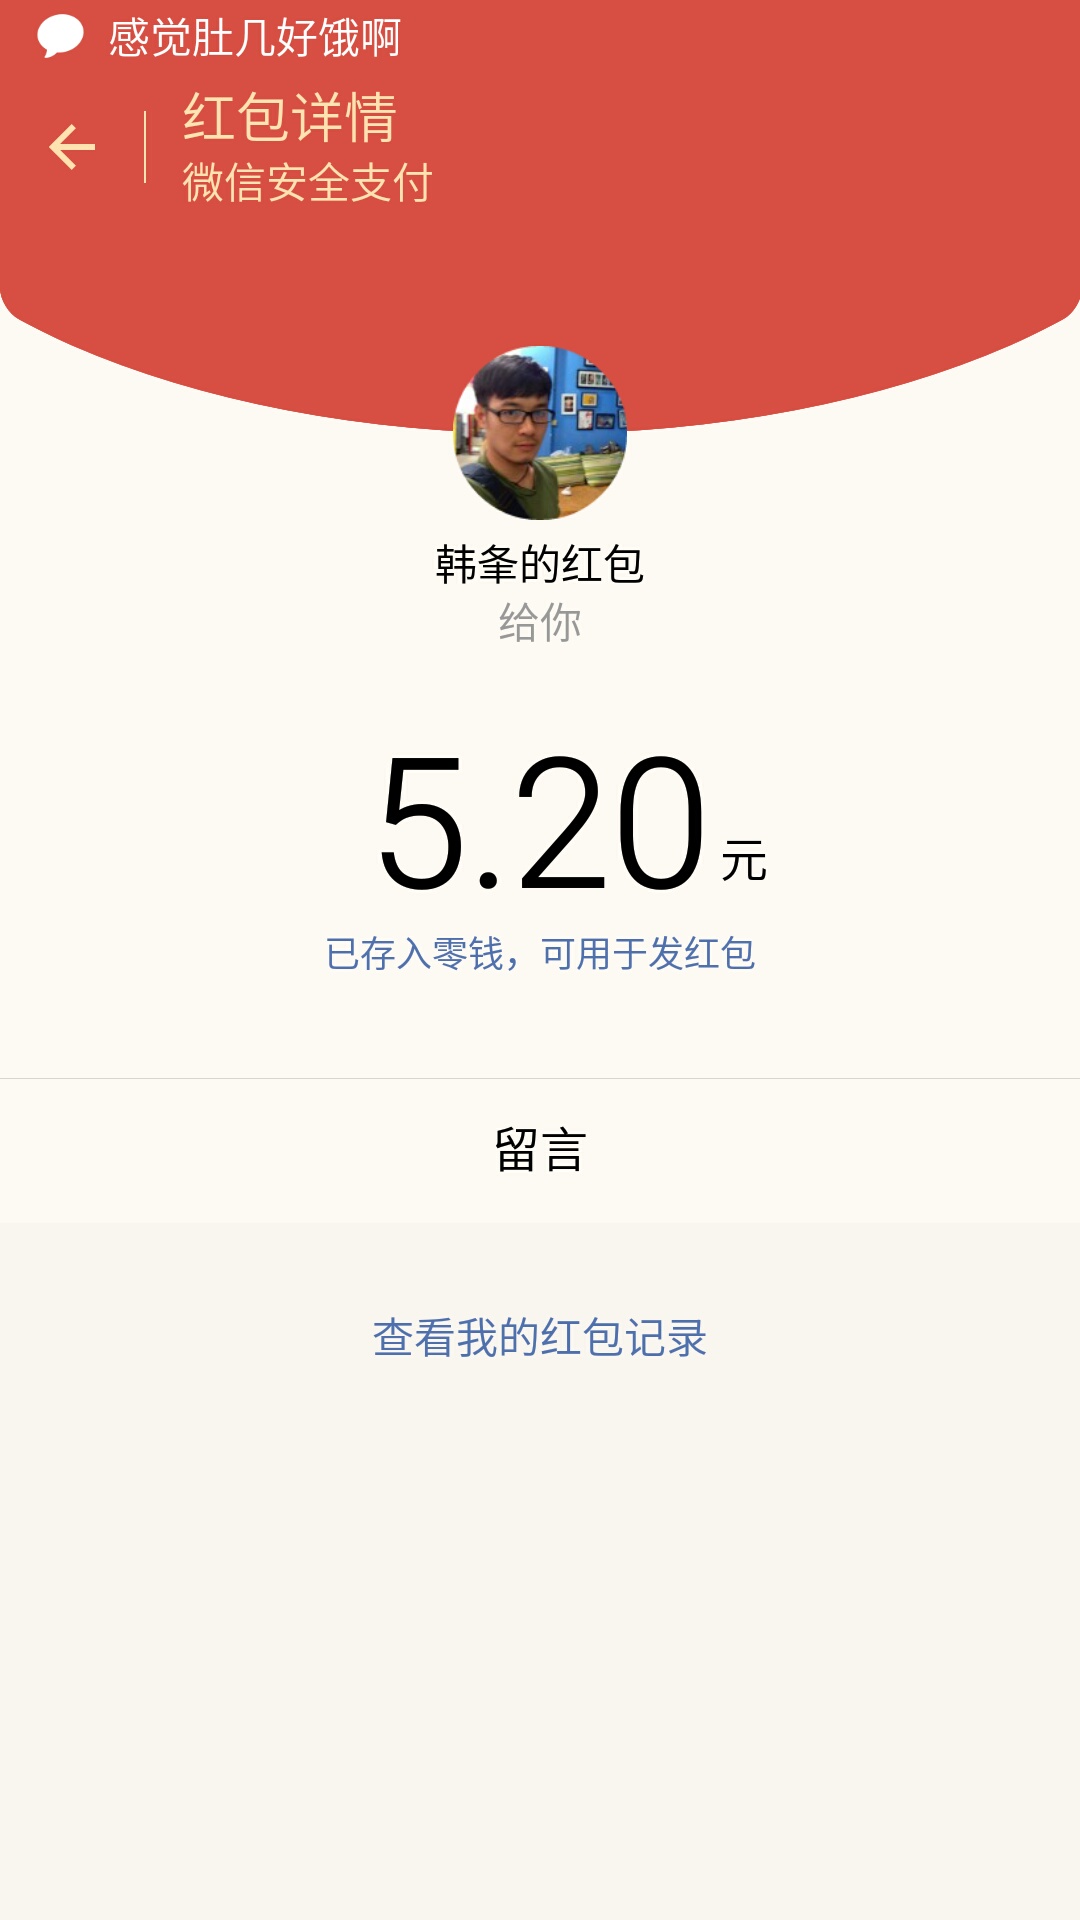 感觉肚几好饿啊
红包详情
微信安全支付
韩夆的红包
给你
5.20 元
已存入零钱，可用于发红包
留言
查看我的红包记录